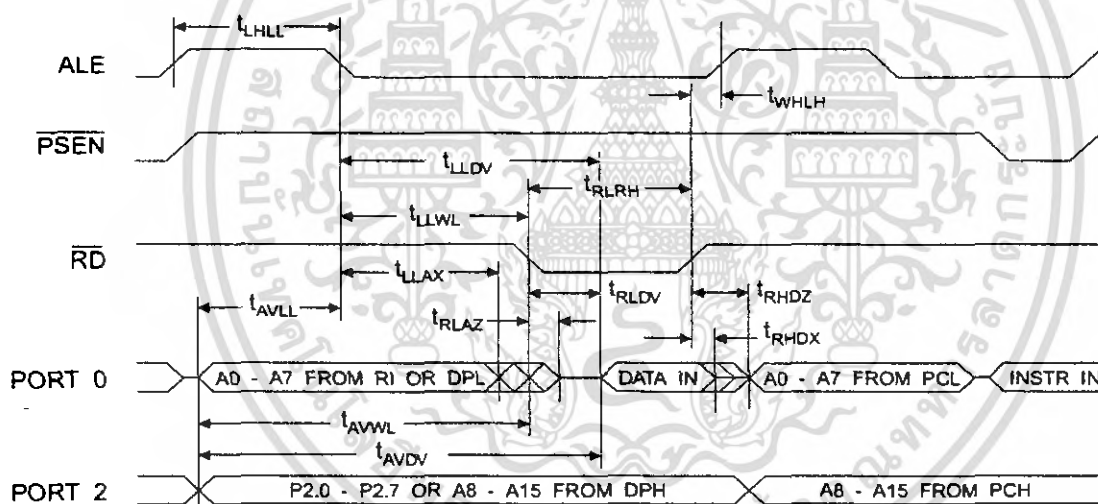 tLHLL
ALE
tWHLH
PSEN
tLLDV
tRLRH
tLLWL
RD
tLLAX
tRLDV
tRHDZ
tAVLL
tRLAZ
tRHDX
PORT 0
A0 - A7 FROM RI OR DPL
DATA IN
A0 - A7 FROM PCL
INSTR IN
tAVWL
tAVDV
PORT 2
P2.0 - P2.7 OR A8 - A15 FROM DPH
A8 - A15 FROM PCH